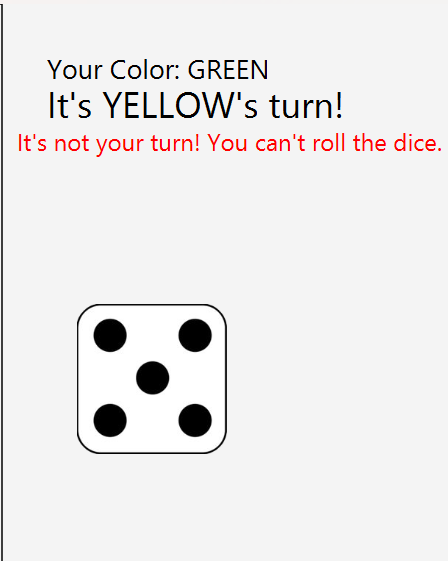 Your Color: GREEN
It's YELLOW's turn!
It's not your turn! You can't roll the dice.